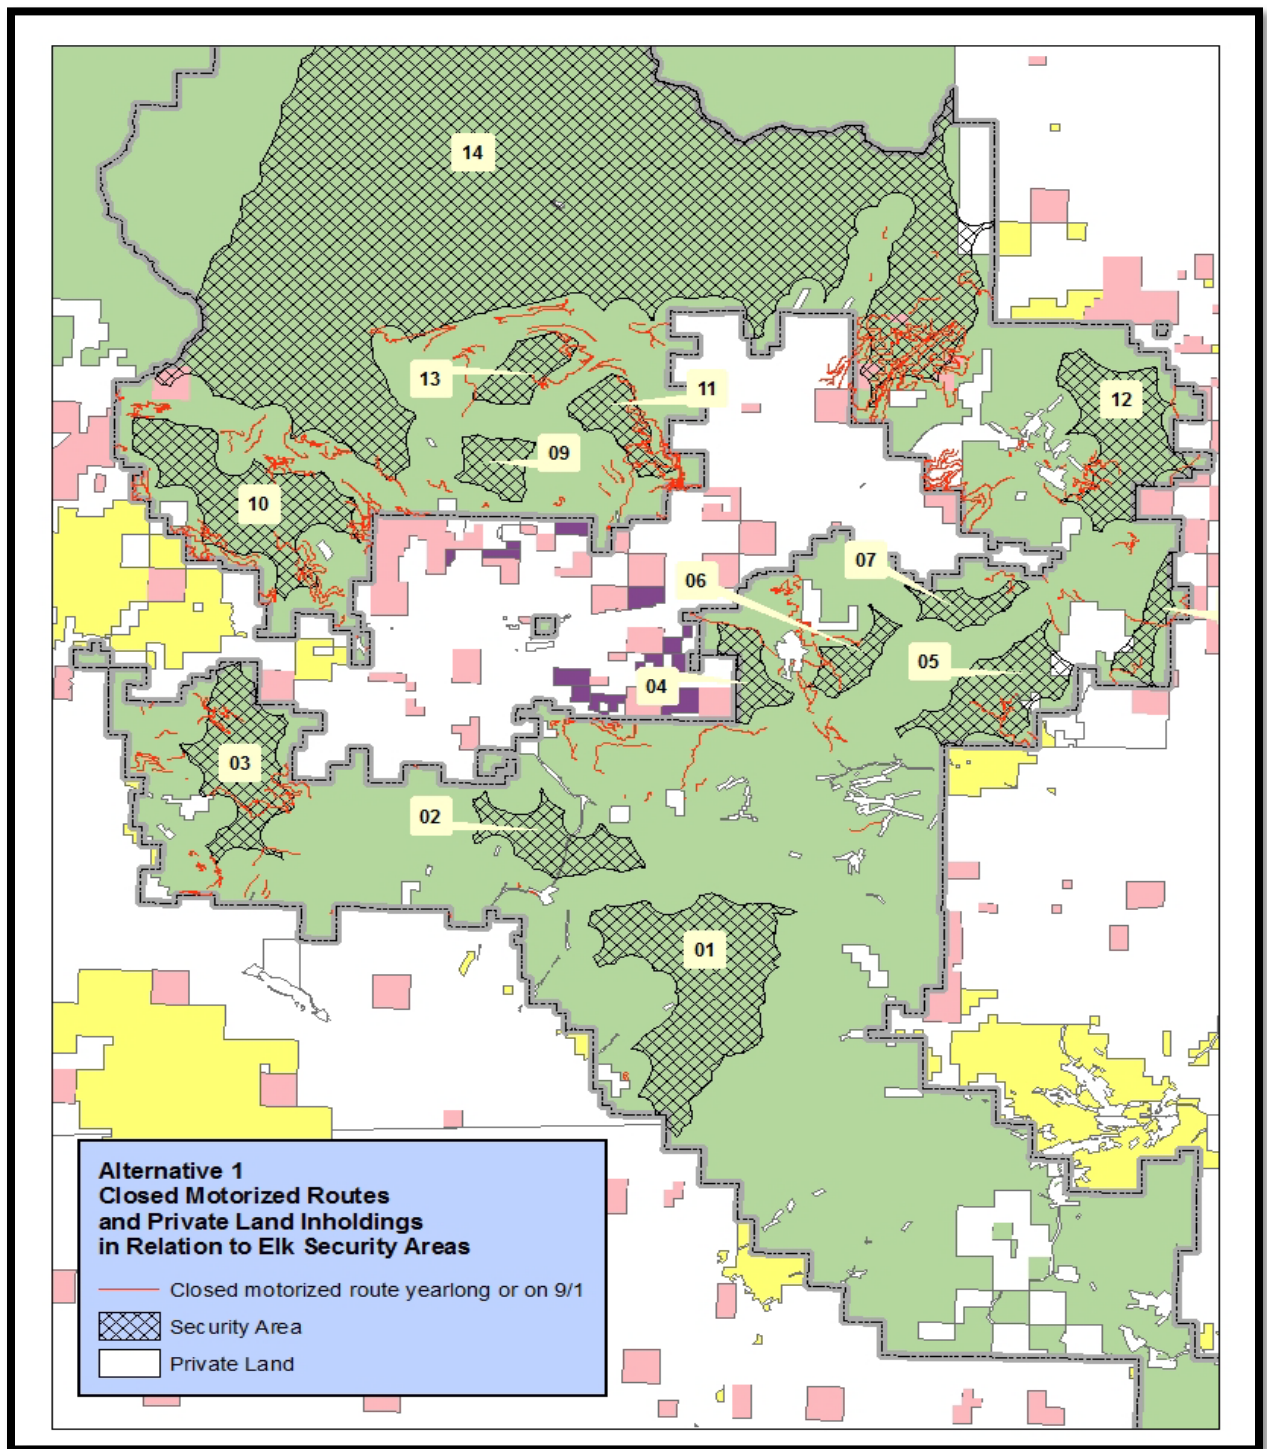 14
13
11
12
09
10
07
06
05
04
03
02
01
Alternative 1
Closed Motorized Routes
and Private Land Inholdings
in Relation to Elk Security Areas
Closed motorized route yearlong or on 9/1
Security Area
Private Land